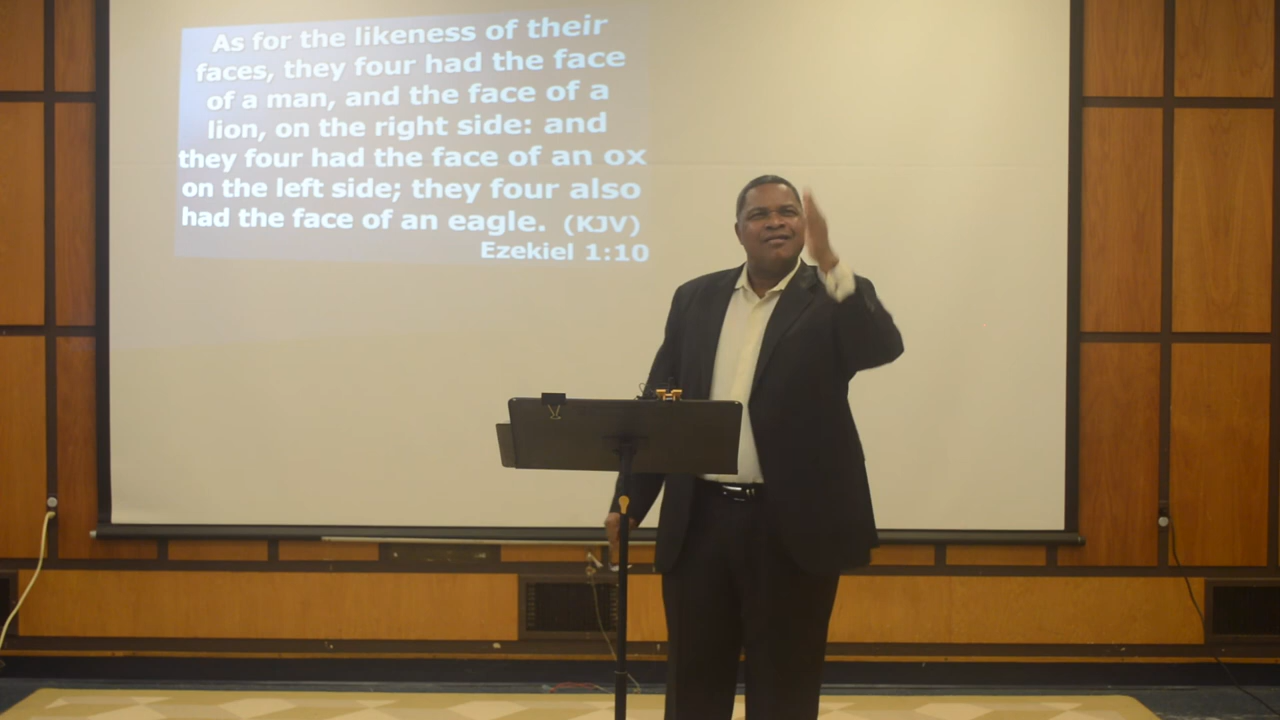 As for the likeness of their
faces, they four had the face
of a man, and the face of a
lion, on the right side: and
they four had the face of an ox
on the left side; they four also
had the face of an eagle. (KJV)
Ezekiel 1:10